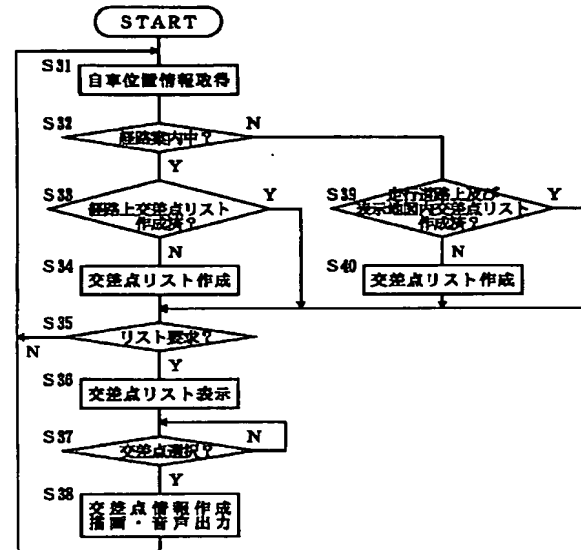 START
S31
自車位置情報取得
S32
経路案内中?
N
Y
S33
経路上交差点リスト
作成済?
Y
N
S39
走行道路上及び
表示地図内交差点リスト
作成済?
Y
N
S34
交差点リスト作成
S40
交差点リスト作成
S35
リスト要求?
N
Y
S36
交差点リスト表示
S37
交差点選択?
N
Y
S38
交差点情報作成
描画・音声出力